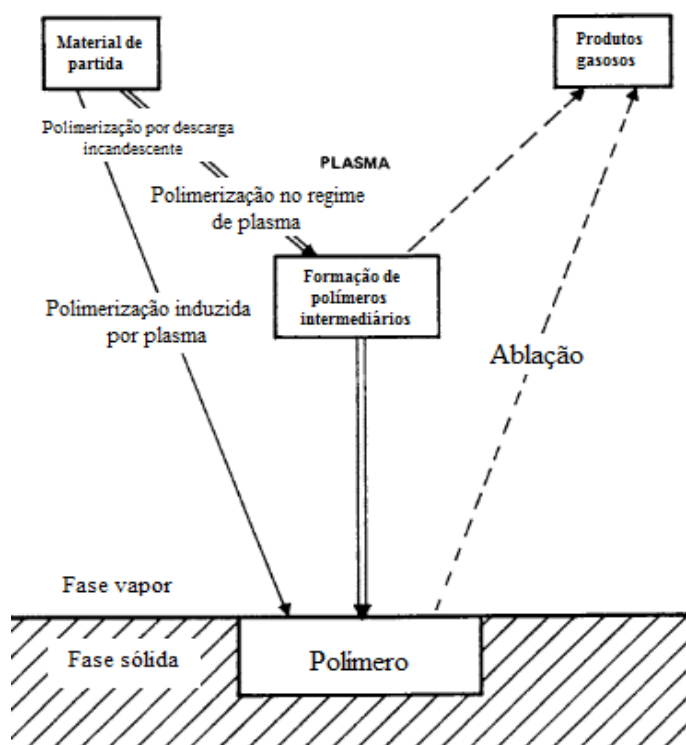 Material de
partida
Produtos
gasosos
Polimerização por descarga
incandescente
PLASMA
Polimerização no regime
de plasma
Formação de
polímeros
intermediários
Polimerização induzida
por plasma
Ablação
Fase vapor
Fase sólida
Polímero